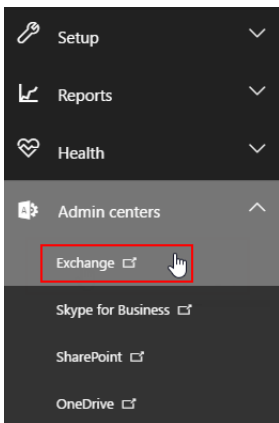 Setup
Reports
Health
Admin centers
Exchange
Skype for Business
SharePoint
OneDrive